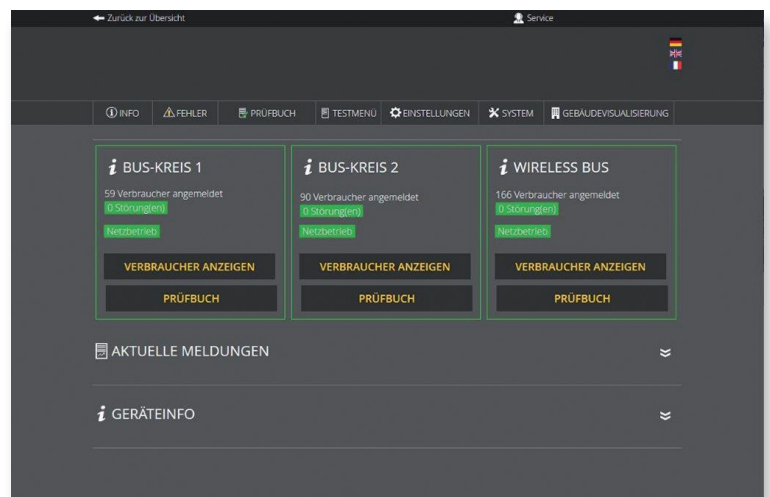 Zurück zur Übersicht
Service
INFO
FEHLER
PRÜFBUCH
TESTMENÜ
EINSTELLUNGEN
SYSTEM
GEBÄUDEVISUALISIERUNG
BUS-KREIS 1
59 Verbraucher angemeldet
0 Störung(en)
Netzbetrieb
VERBRAUCHER ANZEIGEN
PRÜFBUCH
BUS-KREIS 2
90 Verbraucher angemeldet
0 Störung(en)
Netzbetrieb
VERBRAUCHER ANZEIGEN
PRÜFBUCH
WIRELESS BUS
166 Verbraucher angemeldet
0 Störung(en)
Netzbetrieb
VERBRAUCHER ANZEIGEN
PRÜFBUCH
AKTUELLE MELDUNGEN
GERÄTEINFO